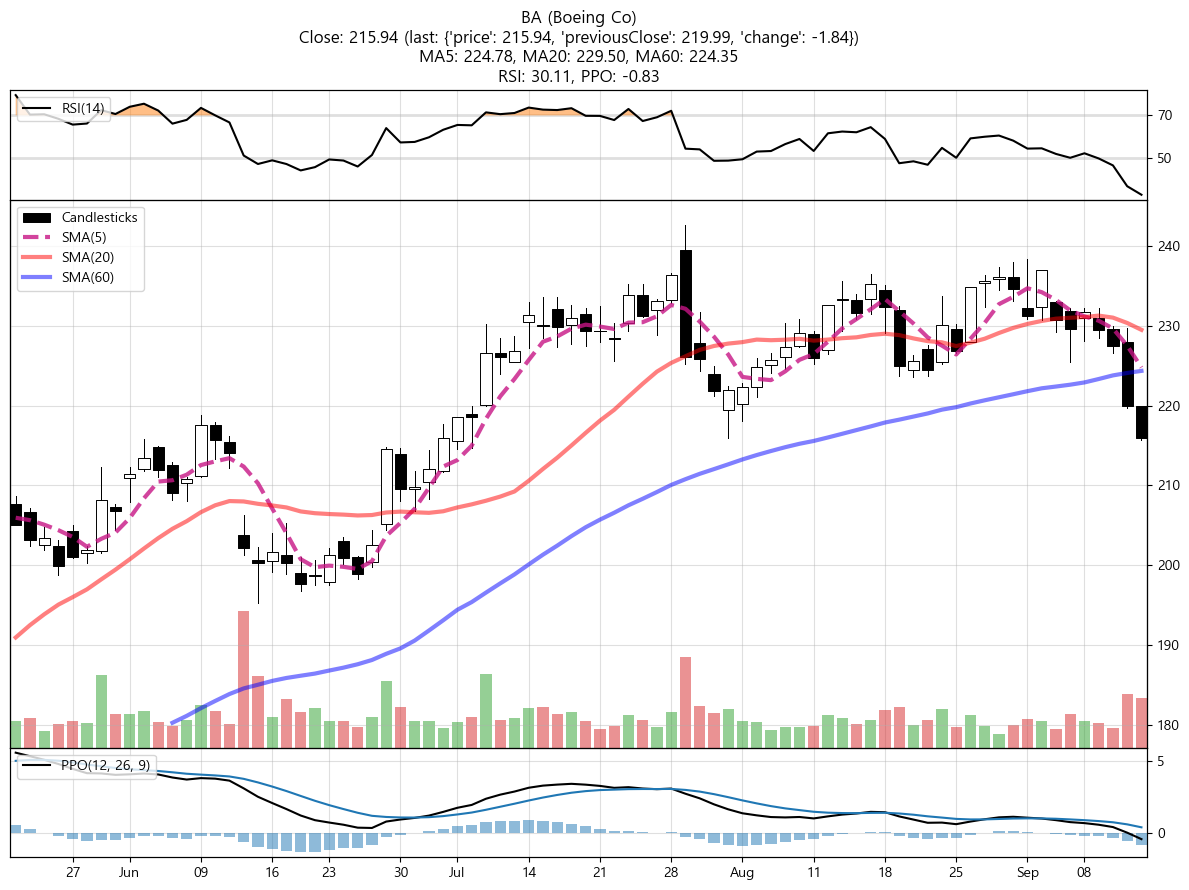 BA (Boeing Co)
Close: 215.94 (last: {'price': 215.94, 'previousClose': 219.99, 'change': -1.84})
MA5: 224.78, MA20: 229.50, MA60: 224.35
RSI: 30.11, PPO: -0.83
RSI(14)
70
50
Candlesticks
SMA(5)
SMA(20)
SMA(60)
240
230
220
210
200
190
180
PPO(12, 26, 9)
5
0
27 Jun 09 16 23 30 Jul 14 21 28 Aug 11 18 25 Sep 08